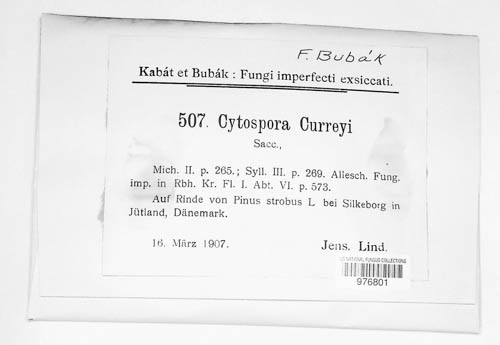 F. Bubák
Kabát et Bubák : Fungi imperfecti exsiccati.
507. Cytospora Curreyi
Sacc.,
Mich. II. p. 265.; Syll. III. p. 269. Allesch. Fung.
imp. in Rbh. Kr. Fl. I. Abt. VI. p. 573.
Auf Rinde von Pinus strobus L. bei Silkeborg in
Jütland, Dänemark.
16. März 1907. Jens. Lind.
US NATIONAL FUNGUS COLLECTIONS
976801